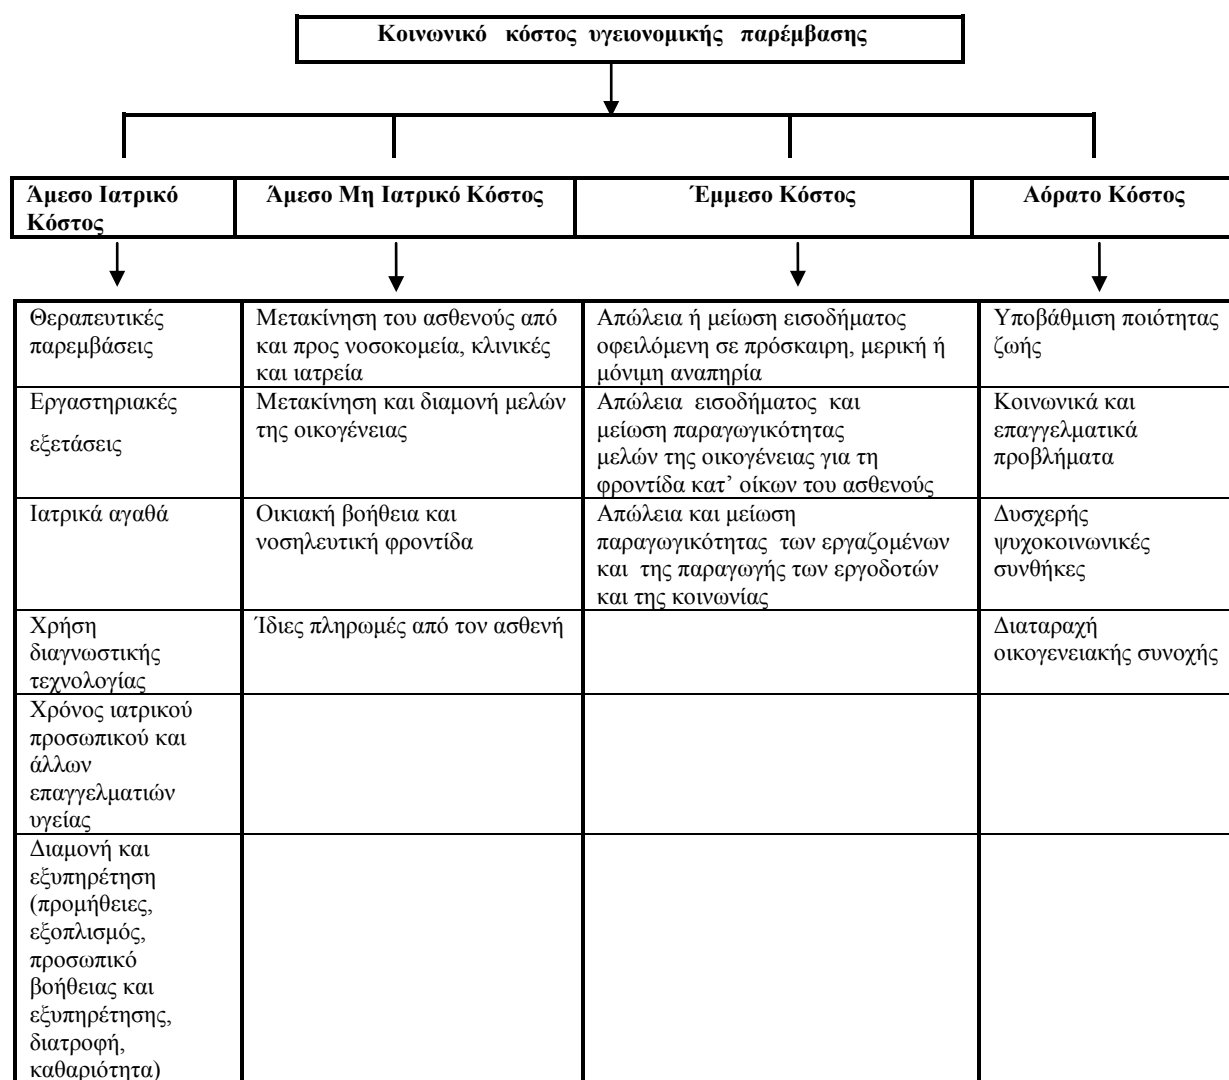 Κοινωνικό κόστος υγειονομικής παρέμβασης
Άμεσο Ιατρικό
Κόστος
Άμεσο Μη Ιατρικό Κόστος
Έμμεσο Κόστος
Αόρατο Κόστος
Θεραπευτικές
παρεμβάσεις
Μετακίνηση του ασθενούς από
και προς νοσοκομεία, κλινικές
και ιατρεία
Απώλεια ή μείωση εισοδήματος
οφειλόμενη σε πρόσκαιρη, μερική ή
μόνιμη αναπηρία
Υποβάθμιση ποιότητας
ζωής
Εργαστηριακές
εξετάσεις
Μετακίνηση και διαμονή μελών
της οικογένειας
Απώλεια εισοδήματος και
μείωση παραγωγικότητας
μελών της οικογένειας για τη
φροντίδα κατ’ οίκων του ασθενούς
Κοινωνικά και
επαγγελματικά
προβλήματα
Ιατρικά αγαθά
Οικιακή βοήθεια και
νοσηλευτική φροντίδα
Απώλεια και μείωση
παραγωγικότητας των εργαζομένων
και της παραγωγής των εργοδοτών
και της κοινωνίας
Δυσχερής
ψυχοκοινωνικές
συνθήκες
Χρήση
διαγνωστικής
τεχνολογίας
Ίδιες πληρωμές από τον ασθενή
Διαταραχή
οικογενειακής συνοχής
Χρόνος ιατρικού
προσωπικού και
άλλων
επαγγελματιών
υγείας
Διαμονή και
εξυπηρέτηση
(προμήθειες,
εξοπλισμός,
προσωπικό
βοήθειας και
εξυπηρέτησης,
διατροφή,
καθαριότητα)